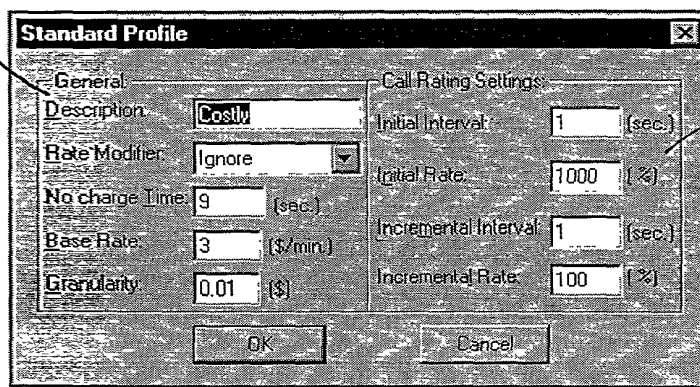 Standard Profile
General:
Description: Costly
Rate Modifier: Ignore
No charge Time: 9 (sec.)
Base Rate: 3 ($/min.)
Granularity: 0.01 ($)
Call Rating Settings:
Initial Interval: 1 (sec.)
Initial Rate: 1000 (%)
Incremental Interval 1 (sec.)
Incremental Rate: 100 (%)
OK
Cancel